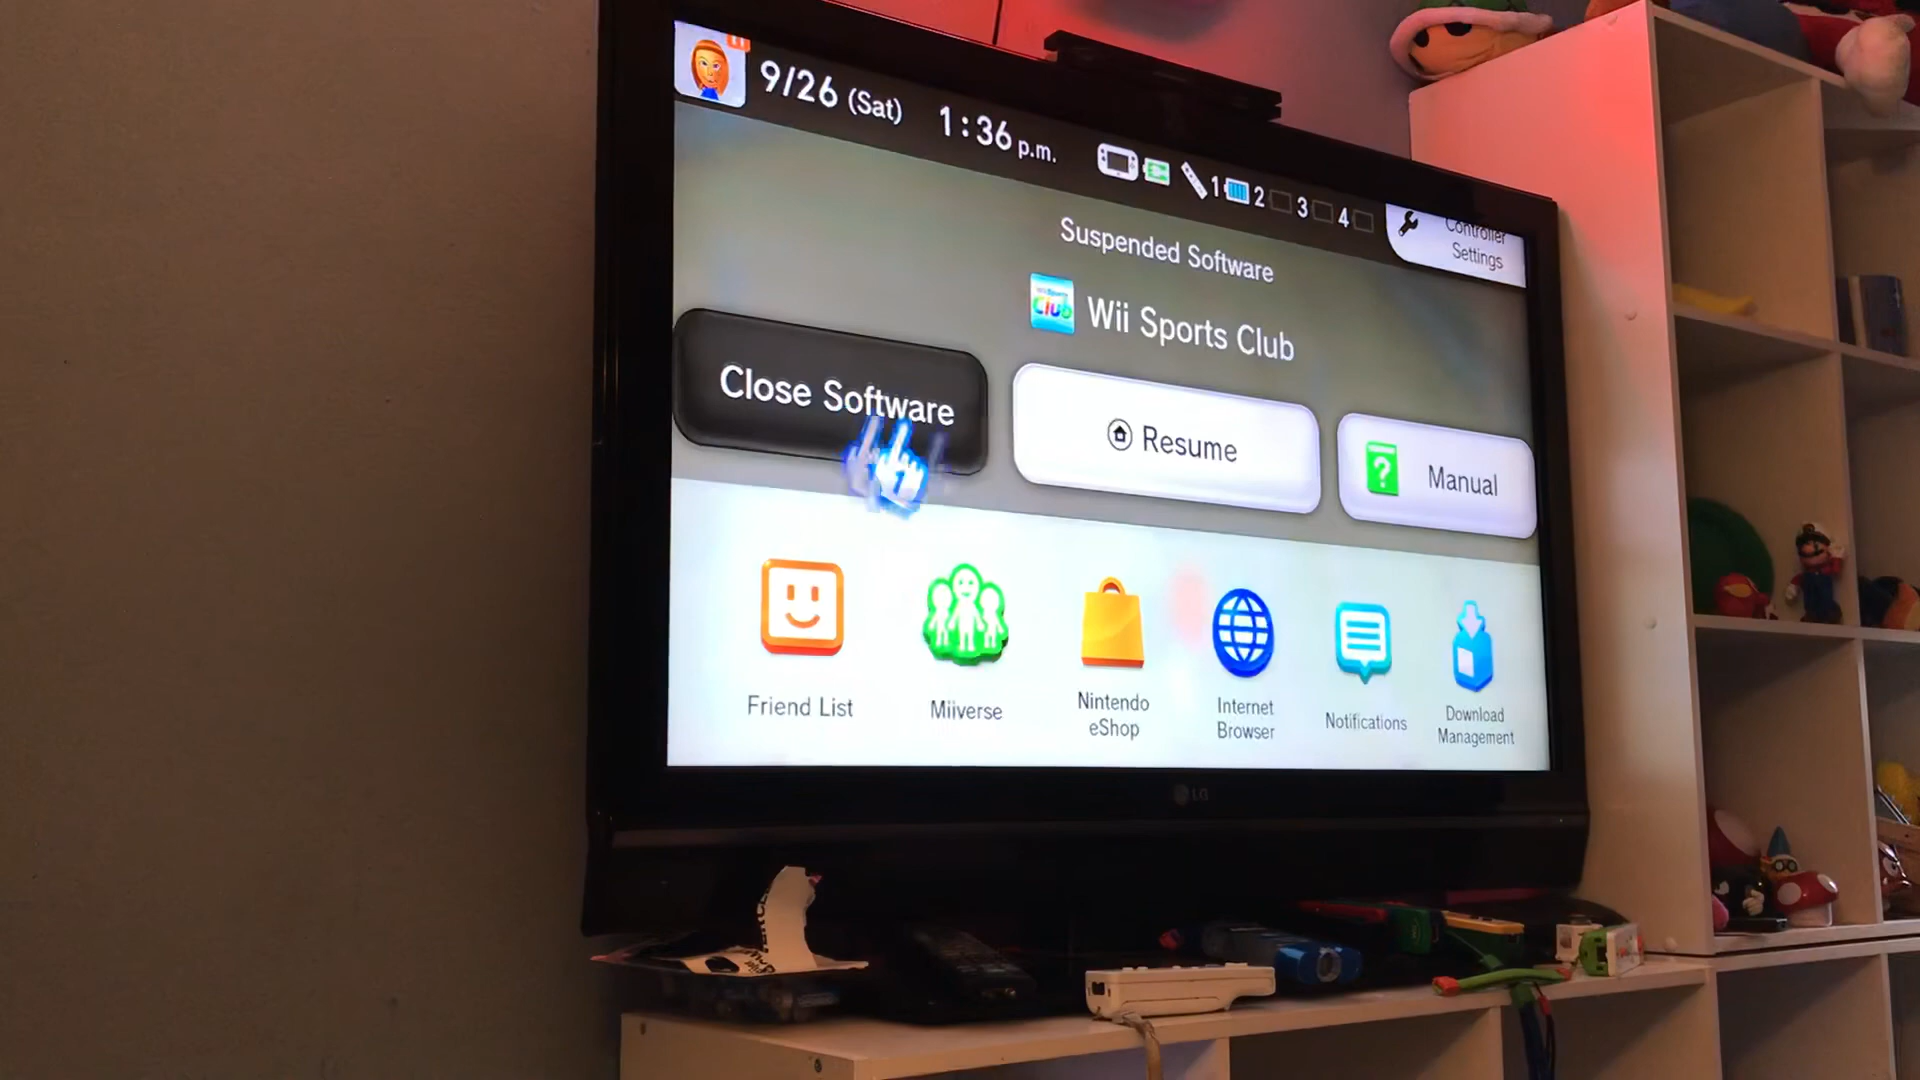 9/26 (Sat) 1:36 p.m.
1 2 3 4
Controller
Settings
Suspended Software
Club
Wii Sports Club
Close Software
Resume
? Manual
Friend List
Miiverse
Nintendo
eShop
Internet
Browser
Notifications
Download
Management
LG